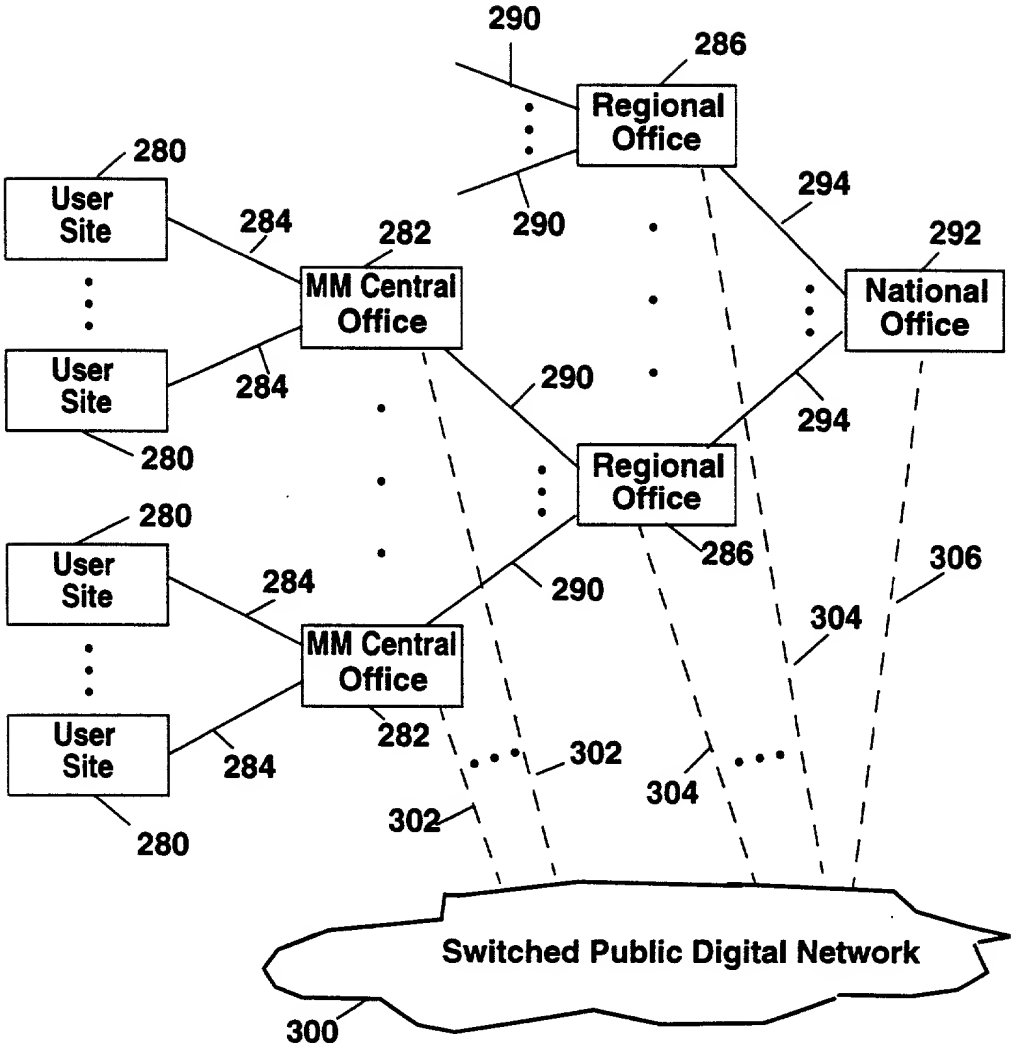 290
286
Regional
Office
280
User
Site
290
294
284
282
292
MM Central
Office
National
Office
User
Site
284
290
294
280
Regional
Office
280
286
User
Site
284
290
306
304
MM Central
Office
User
Site
282
302
284
304
302
280
Switched Public Digital Network
300